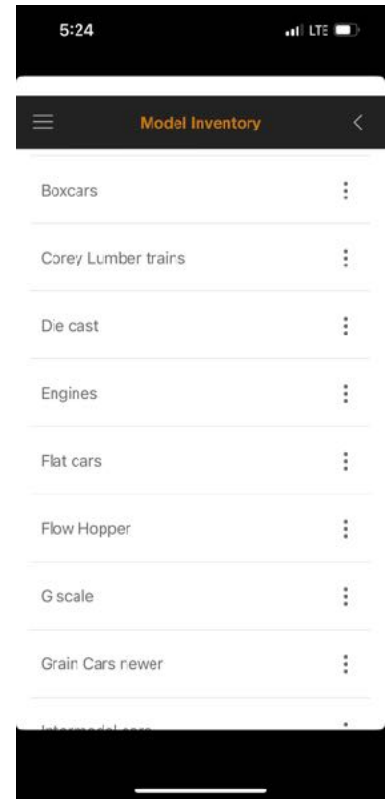 5:24 LTE
Model Inventory
Boxcars
Corey Lumber trains
Die cast
Engines
Flat cars
Flow Hopper
G scale
Grain Cars newer